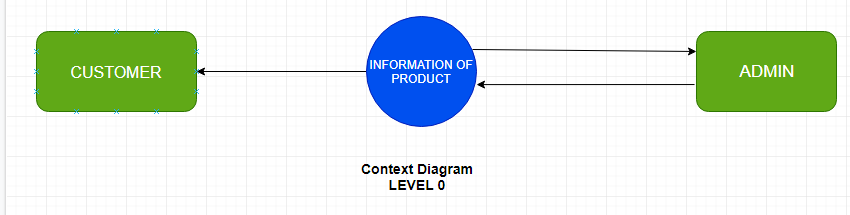 CUSTOMER
INFORMATION OF
PRODUCT
ADMIN
Context Diagram
LEVEL 0